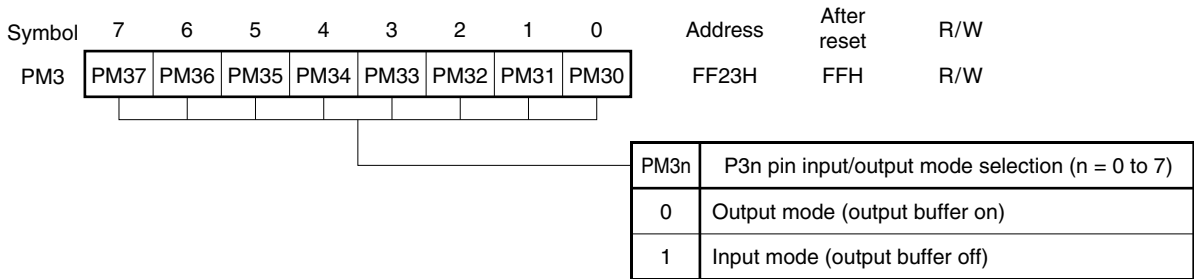 Symbol 7 6 5 4 3 2 1 0 Address After reset R/W
PM3 PM37 PM36 PM35 PM34 PM33 PM32 PM31 PM30 FF23H FFH R/W
PM3n P3n pin input/output mode selection (n = 0 to 7)
0 Output mode (output buffer on)
1 Input mode (output buffer off)